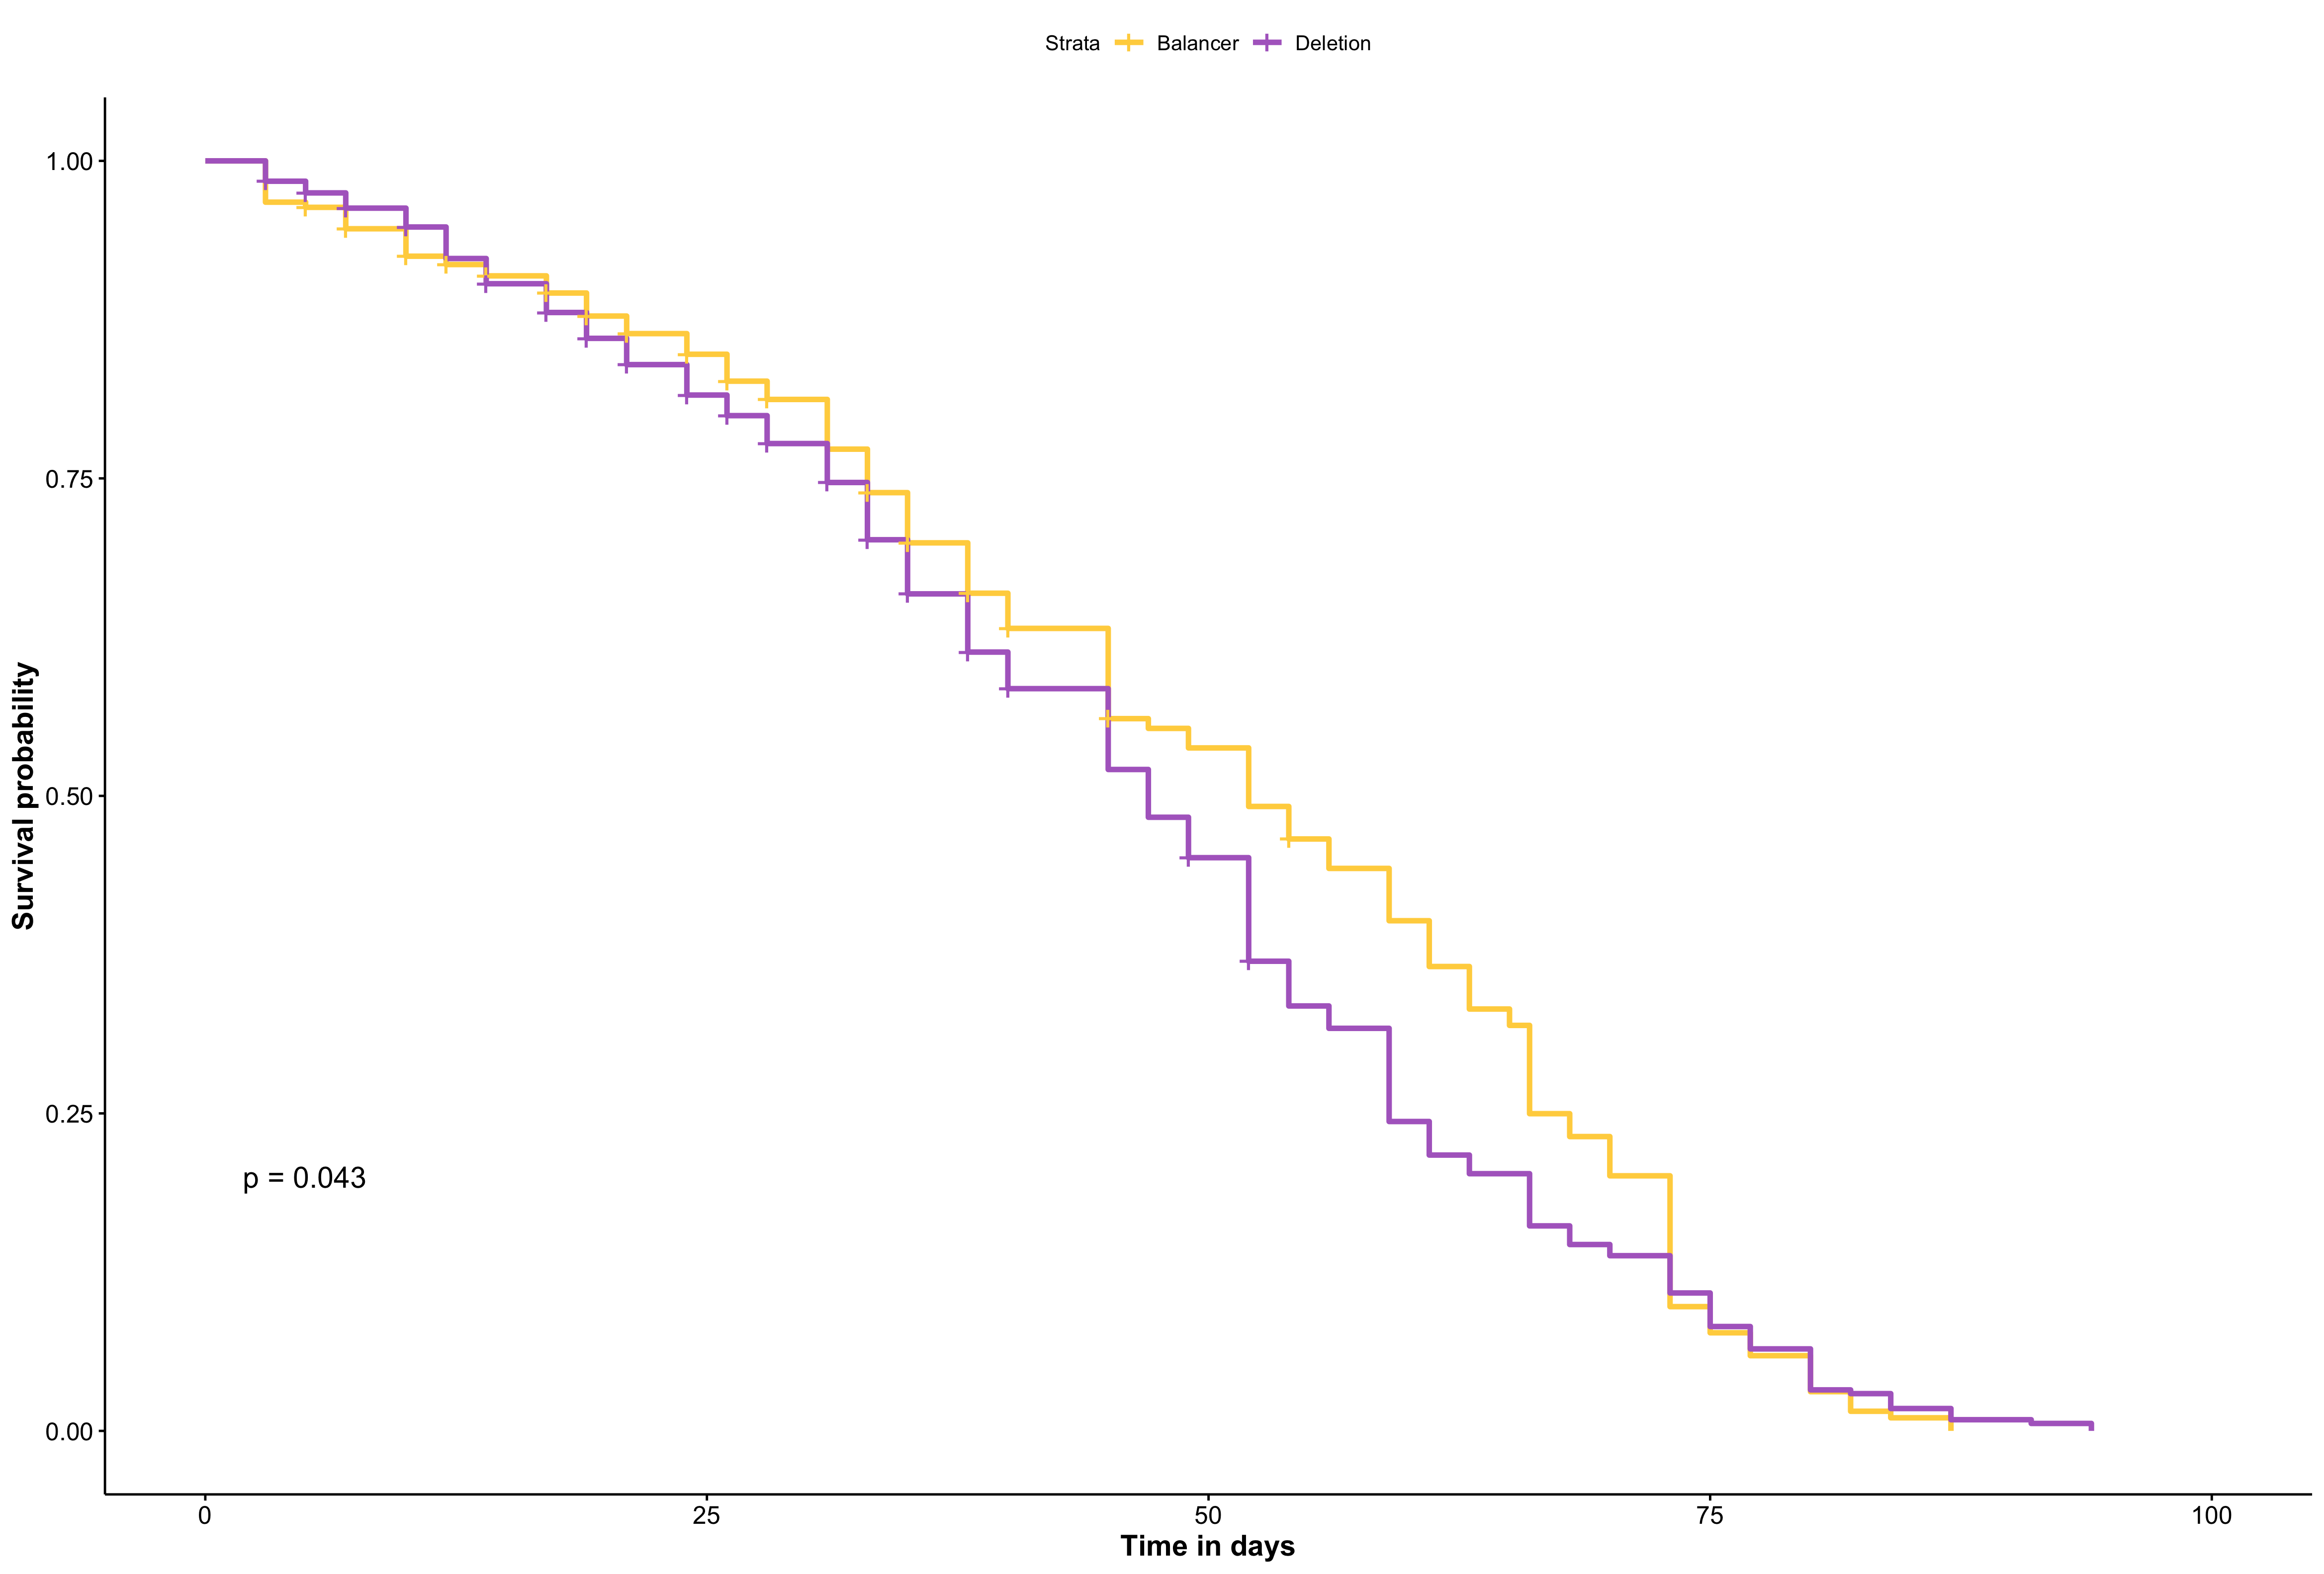 Strata Balancer Deletion
1.00
0.75
0.50
0.25
0.00
Survival probability
p = 0.043
0 25 50 75 100
Time in days